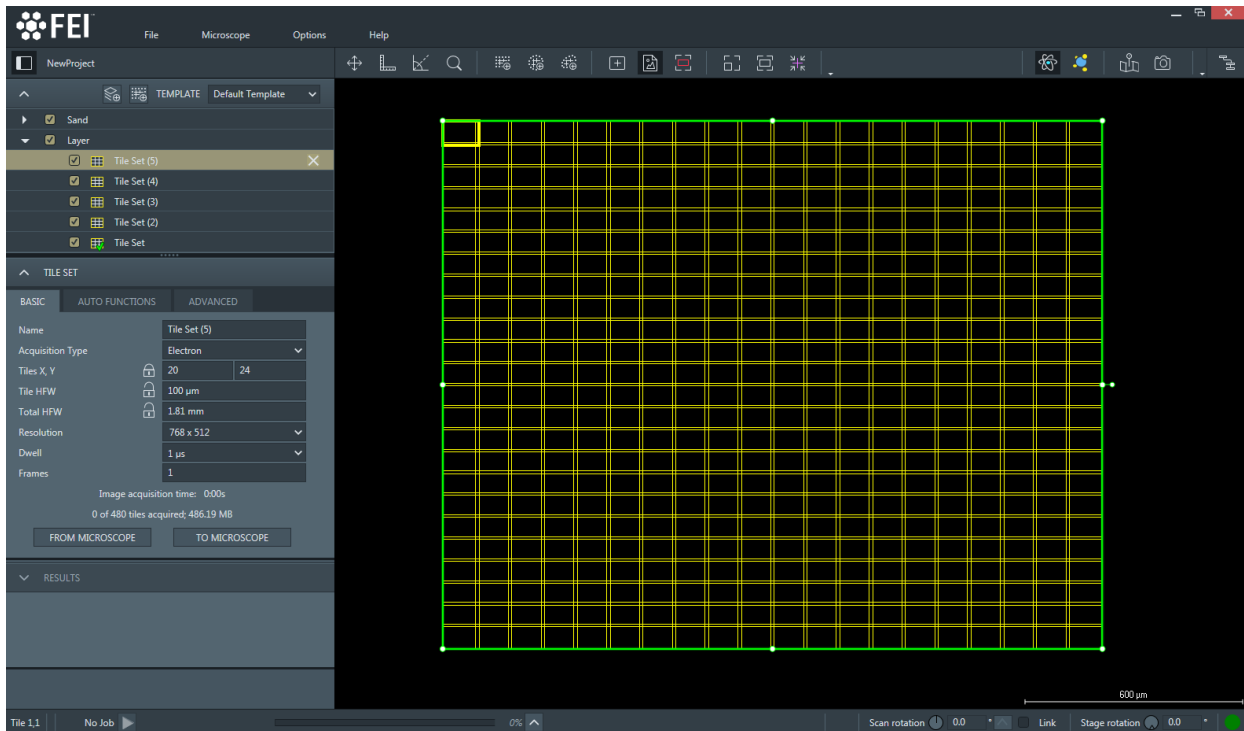 FEI™
File Microscope Options Help
NewProject
TEMPLATE Default Template
Sand
Layer
Tile Set (5)
Tile Set (4)
Tile Set (3)
Tile Set (2)
Tile Set
TILE SET
BASIC AUTO FUNCTIONS ADVANCED
Name Tile Set (5)
Acquisition Type Electron
Tiles X, Y 20 24
Tile HFW 100 µm
Total HFW 1.81 mm
Resolution 768 x 512
Dwell 1 µs
Frames 1
Image acquisition time: 0:00s
0 of 480 tiles acquired; 486.19 MB
FROM MICROSCOPE TO MICROSCOPE
RESULTS
600 µm
Tile 1,1 No Job 0% Scan rotation 0.0 ° Link Stage rotation 0.0 °